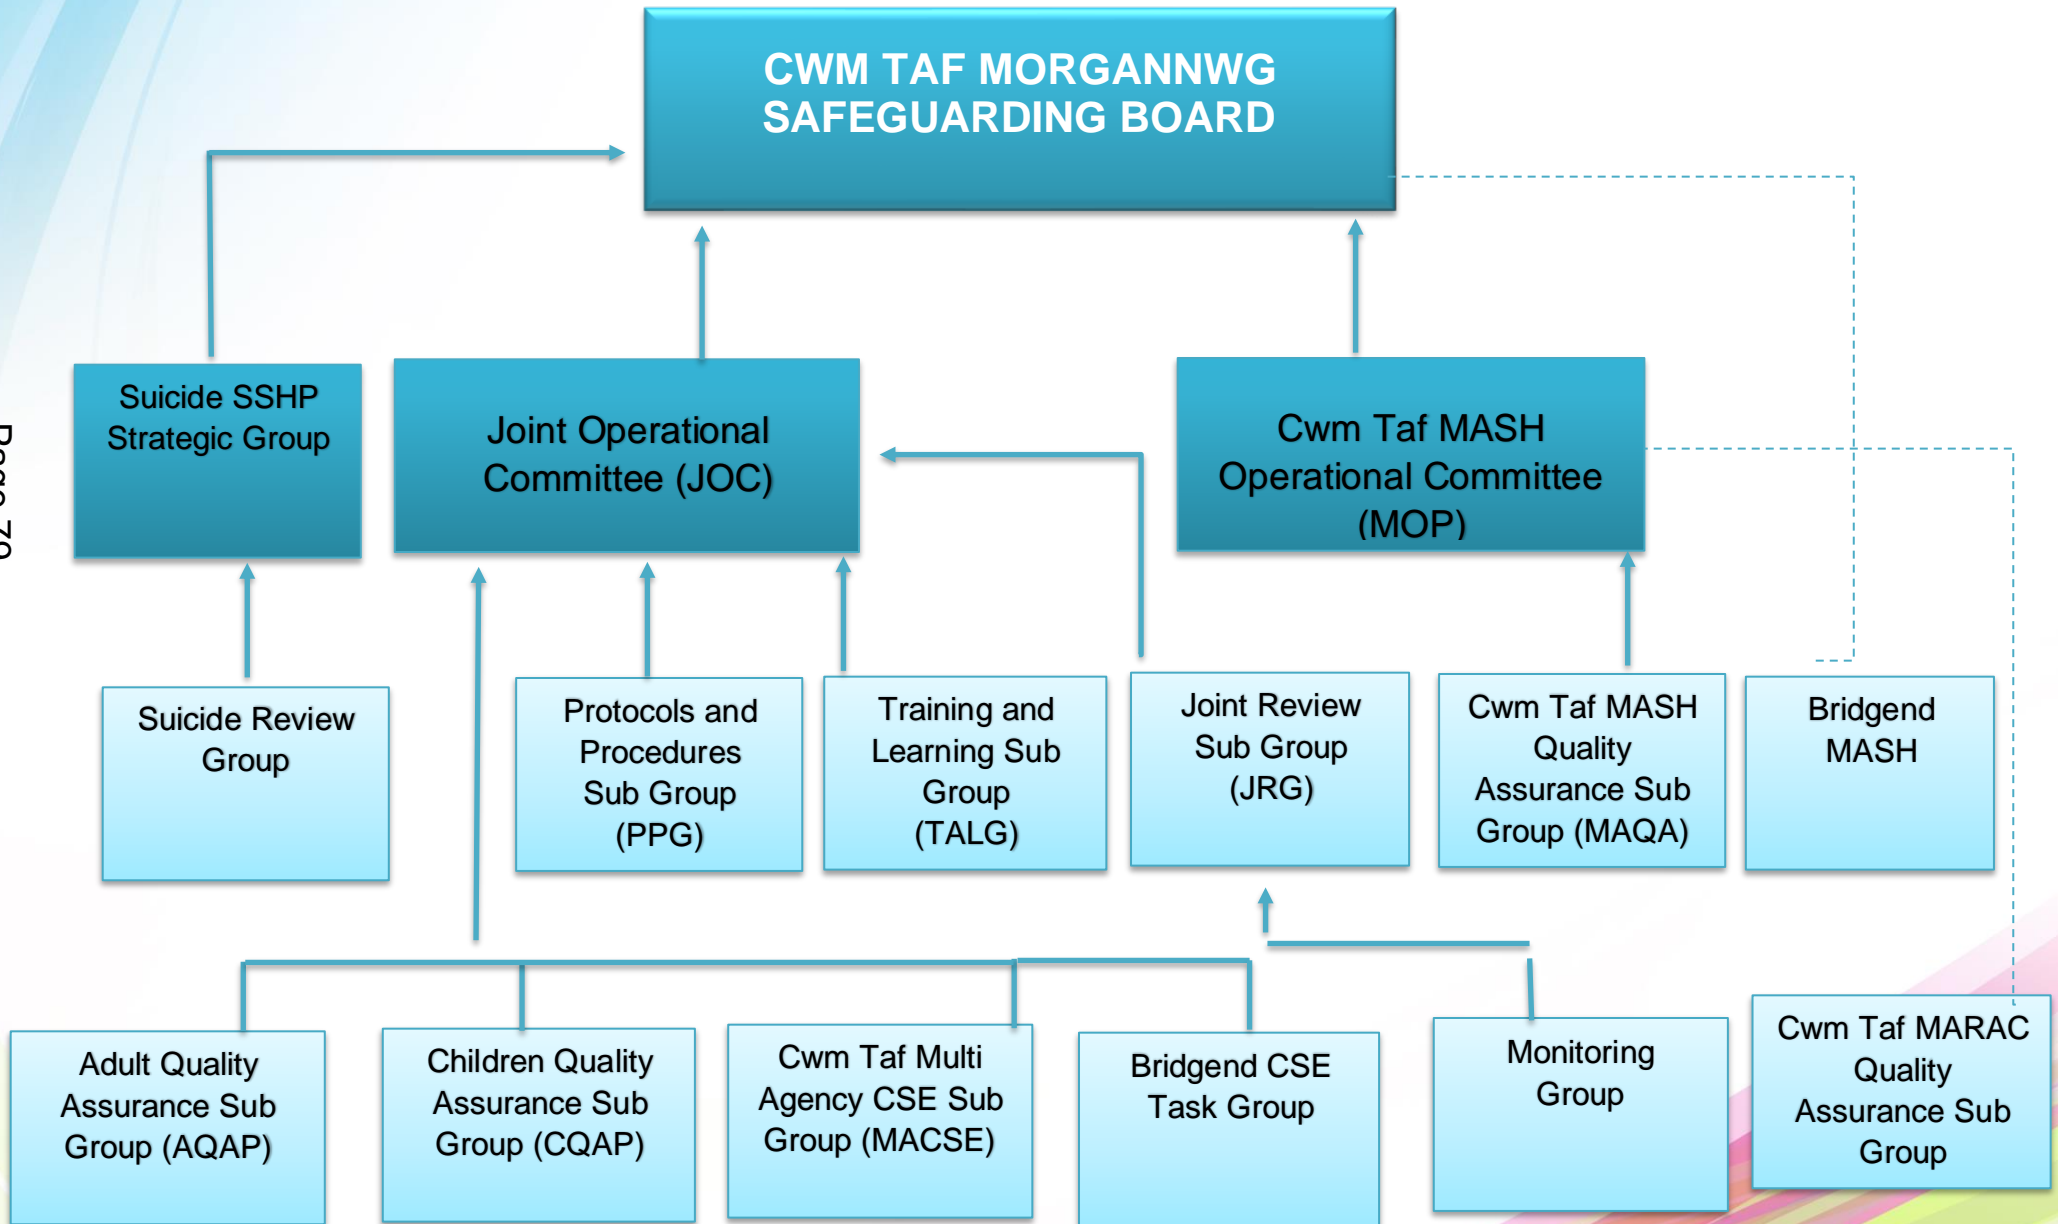 CWM TAF MORGANNWG
SAFEGUARDING BOARD
Suicide SSHP
Strategic Group
Joint Operational
Committee (JOC)
Cwm Taf MASH
Operational Committee
(MOP)
Page 79
Suicide Review
Group
Protocols and
Procedures
Sub Group
(PPG)
Training and
Learning Sub
Group
(TALG)
Joint Review
Sub Group
(JRG)
Cwm Taf MASH
Quality
Assurance Sub
Group (MAQA)
Bridgend
MASH
Adult Quality
Assurance Sub
Group (AQAP)
Children Quality
Assurance Sub
Group (CQAP)
Cwm Taf Multi
Agency CSE Sub
Group (MACSE)
Bridgend CSE
Task Group
Monitoring
Group
Cwm Taf MARAC
Quality
Assurance Sub
Group